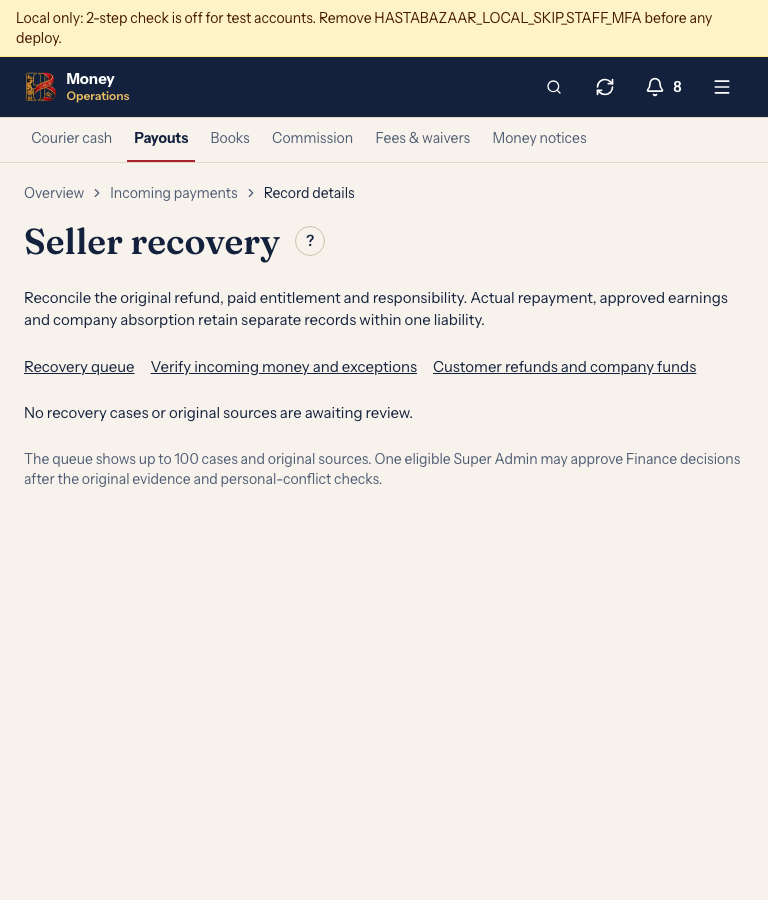 Local only: 2-step check is off for test accounts. Remove HASTABAZAAR_LOCAL_SKIP_STAFF_MFA before any
deploy.
Money
Operations
8
Courier cash
Payouts
Books
Commission
Fees & waivers
Money notices
Overview > Incoming payments > Record details
Seller recovery ?
Reconcile the original refund, paid entitlement and responsibility. Actual repayment, approved earnings
and company absorption retain separate records within one liability.
Recovery queue Verify incoming money and exceptions Customer refunds and company funds
No recovery cases or original sources are awaiting review.
The queue shows up to 100 cases and original sources. One eligible Super Admin may approve Finance decisions
after the original evidence and personal-conflict checks.